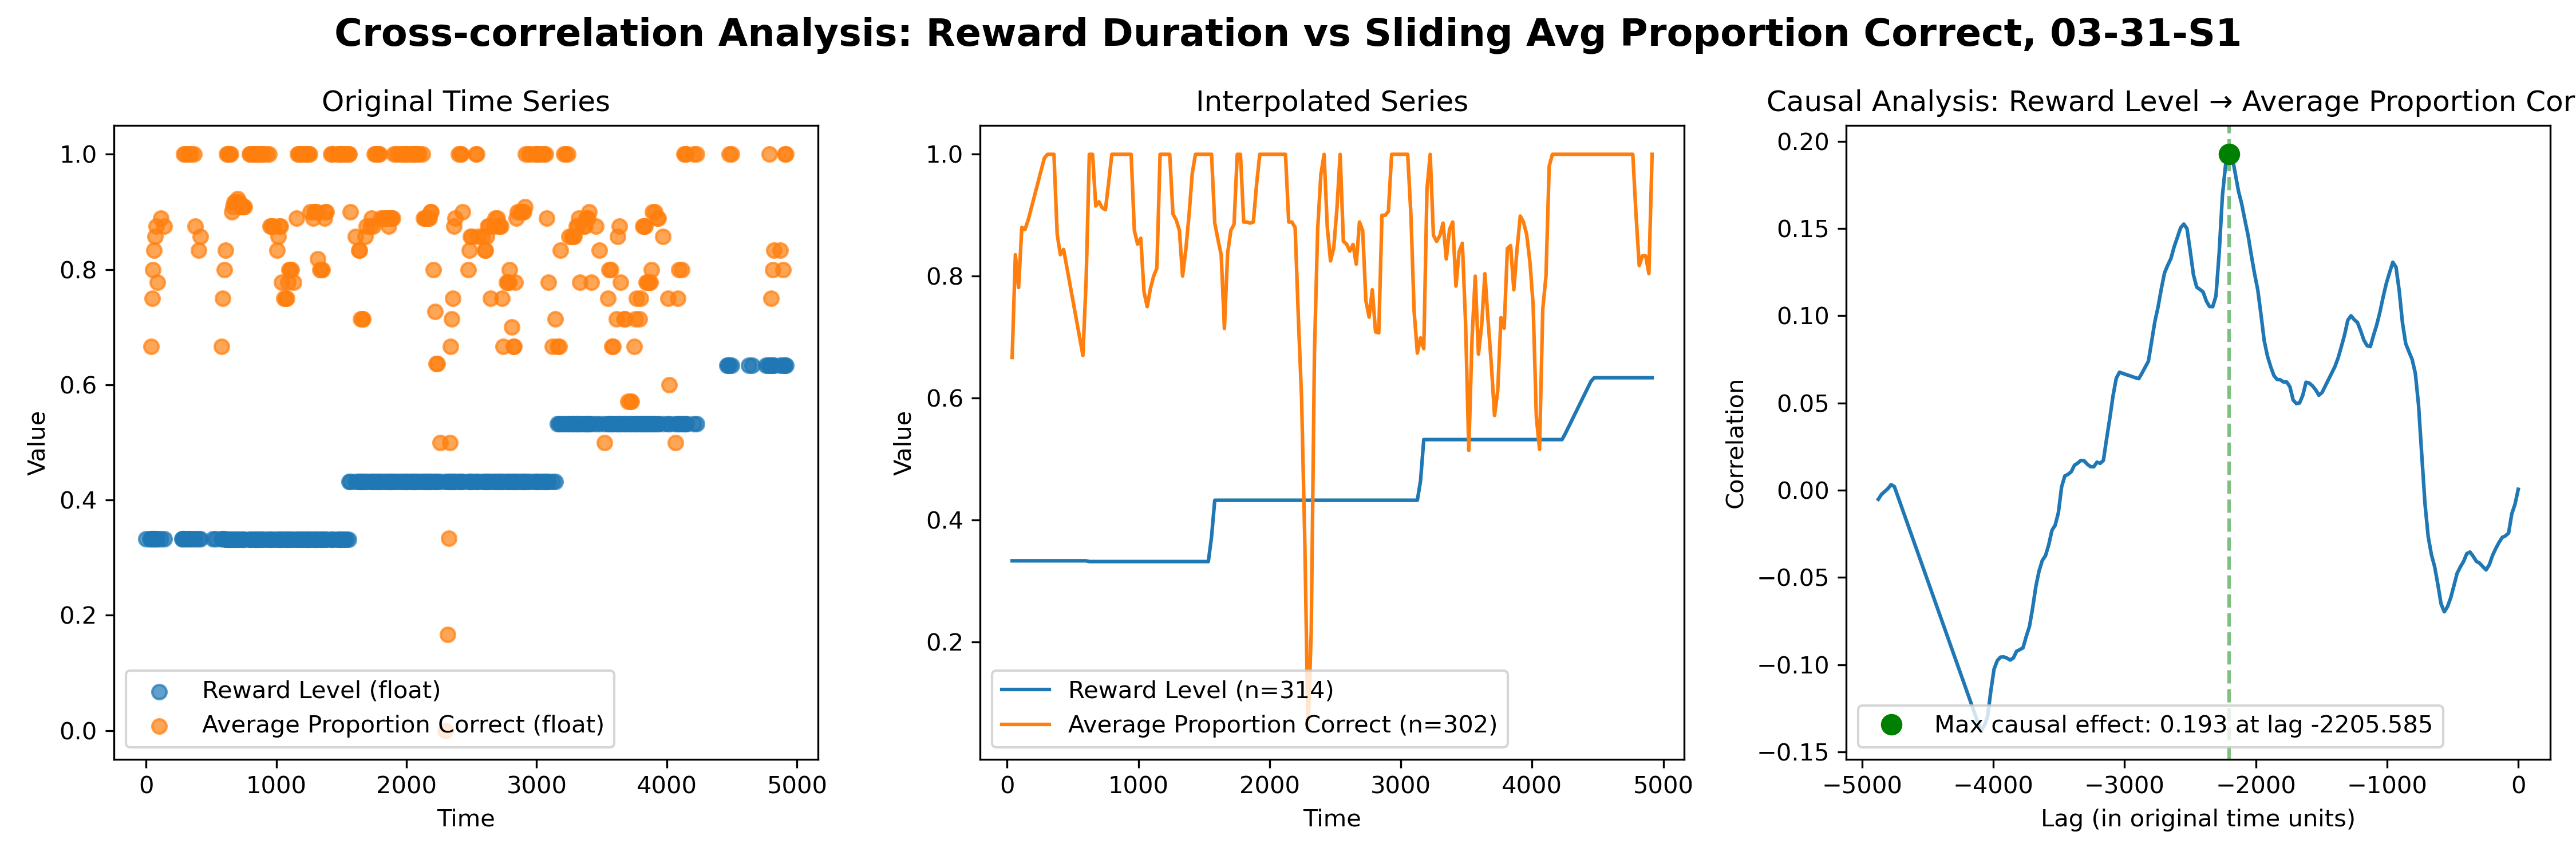 Cross-correlation Analysis: Reward Duration vs Sliding Avg Proportion Correct, 03-31-S1
Original Time Series
Value
1.0
0.8
0.6
0.4
0.2
0.0
Reward Level (float)
Average Proportion Correct (float)
0 1000 2000 3000 4000 5000
Time
Interpolated Series
Value
1.0
0.8
0.6
0.4
0.2
Reward Level (n=314)
Average Proportion Correct (n=302)
0 1000 2000 3000 4000 5000
Time
Causal Analysis: Reward Level → Average Proportion Cor
Correlation
0.20
0.15
0.10
0.05
0.00
−0.05
−0.10
−0.15
Max causal effect: 0.193 at lag -2205.585
−5000 −4000 −3000 −2000 −1000 0
Lag (in original time units)